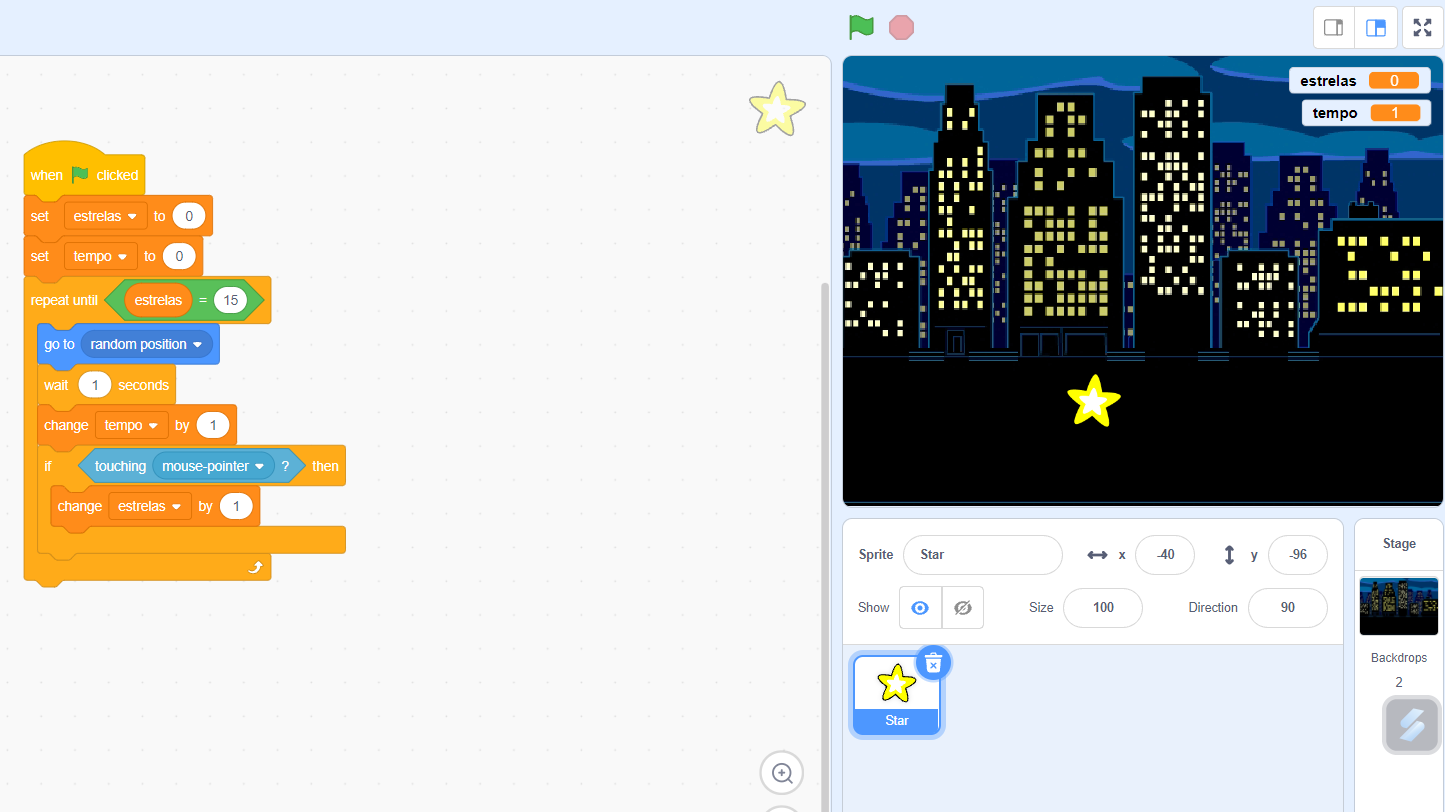 when clicked
set estrelas to 0
set tempo to 0
repeat until estrelas = 15
go to random position
wait 1 seconds
change tempo by 1
if touching mouse-pointer ? then
change estrelas by 1
estrelas 0
tempo 1
Sprite Star x -40 y -96
Show Size 100 Direction 90
Star
Stage
Backdrops
2